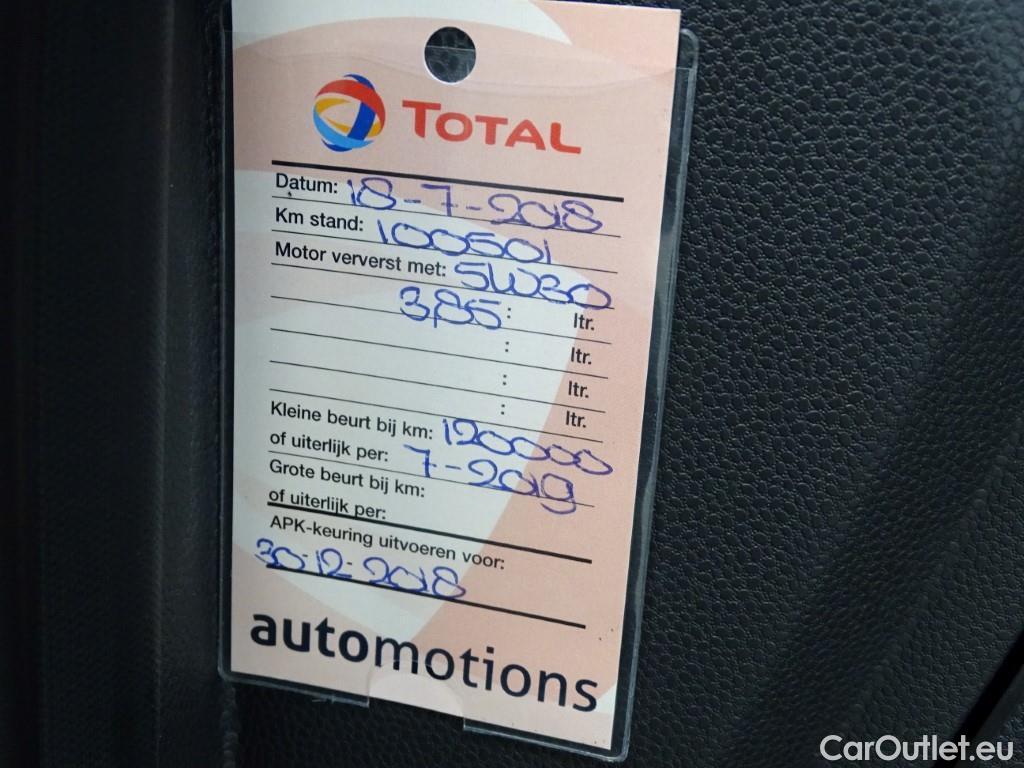 TOTAL
Datum: 18-7-2018
Km stand: 100501
Motor ververst met: 5W30
3,85 : ltr.
: ltr.
: ltr.
: ltr.
Kleine beurt bij km: 120000
of uiterlijk per: 7-2019
Grote beurt bij km:
of uiterlijk per:
APK-keuring uitvoeren voor:
30-12-2018
automotions
CarOutlet.eu